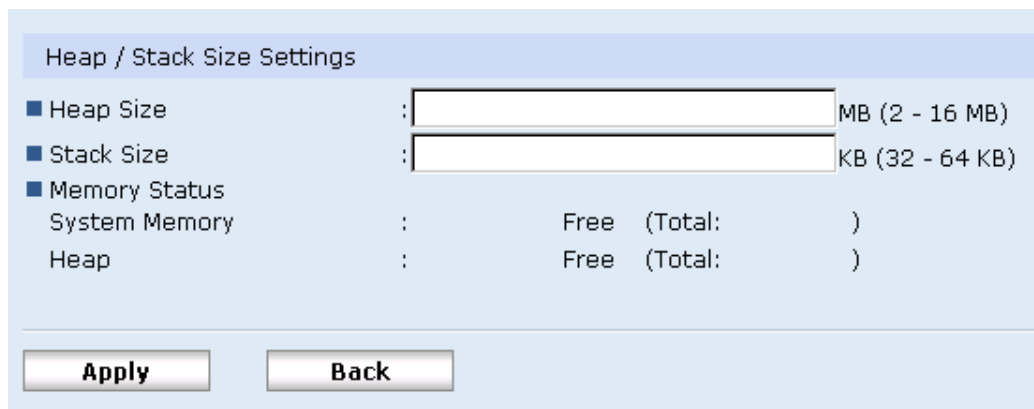 Heap / Stack Size Settings
Heap Size : MB (2 - 16 MB)
Stack Size : KB (32 - 64 KB)
Memory Status
System Memory : Free (Total: )
Heap : Free (Total: )
Apply Back